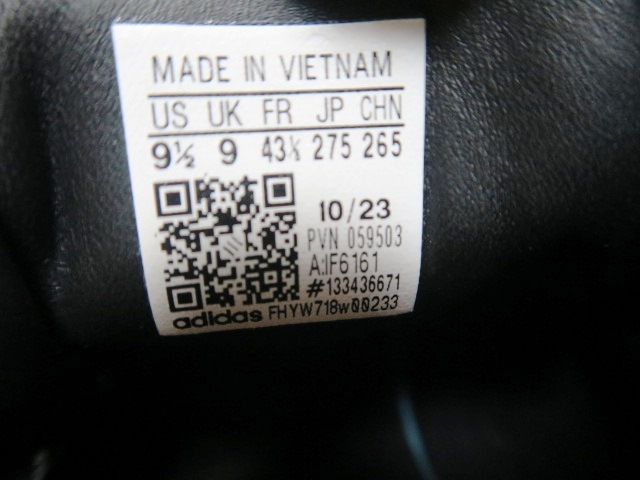 MADE IN VIETNAM
US UK FR JP CHN
9½ 9 43⅓ 275 265
10/23
PVN 059503
A:IF6161
#133436671
adidas FHYW718w00233